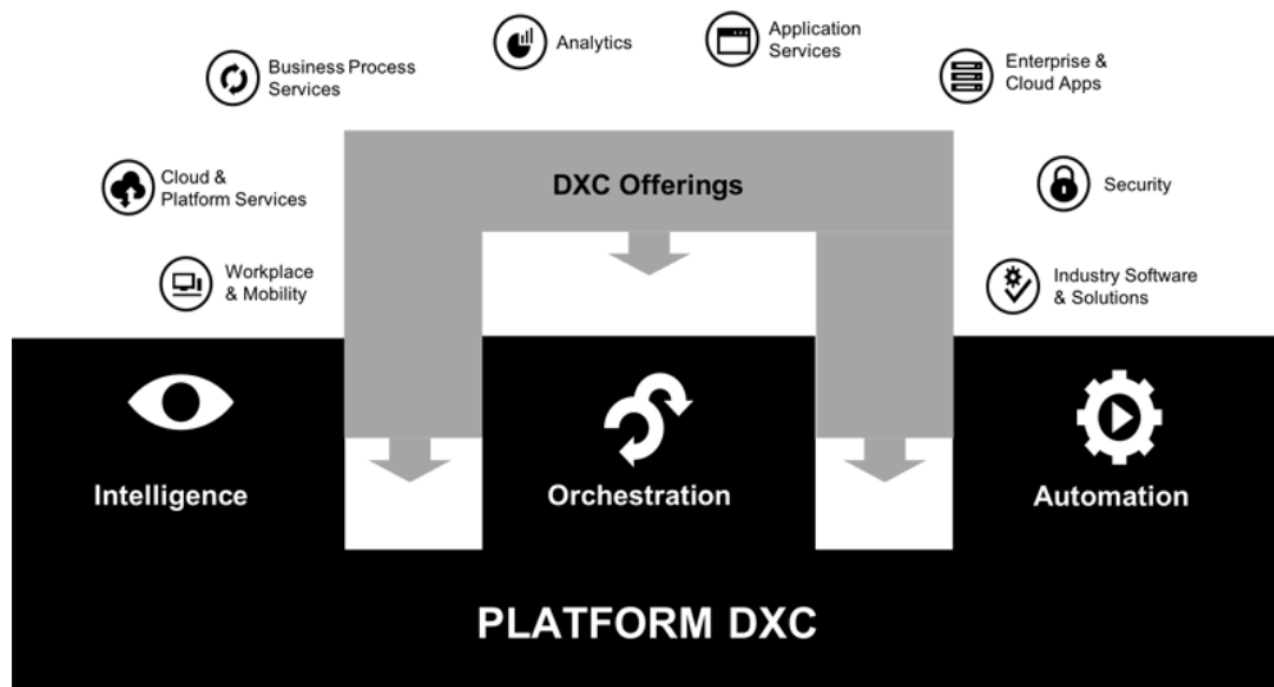 Analytics
Application
Services
Business Process
Services
Enterprise &
Cloud Apps
Cloud &
Platform Services
DXC Offerings
Security
Workplace
& Mobility
Industry Software
& Solutions
Intelligence
Orchestration
Automation
PLATFORM DXC